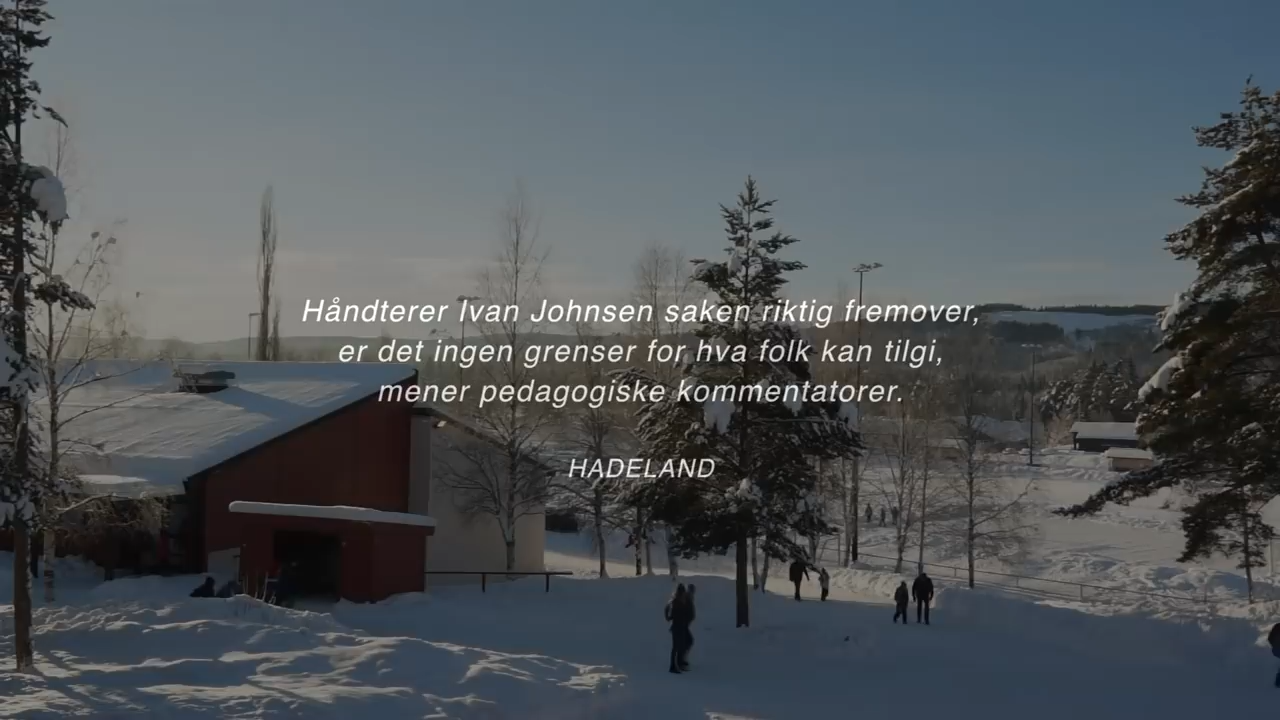 Håndterer Ivan Johnsen saken riktig fremover,
er det ingen grenser for hva folk kan tilgi,
mener pedagogiske kommentatorer.
HADELAND